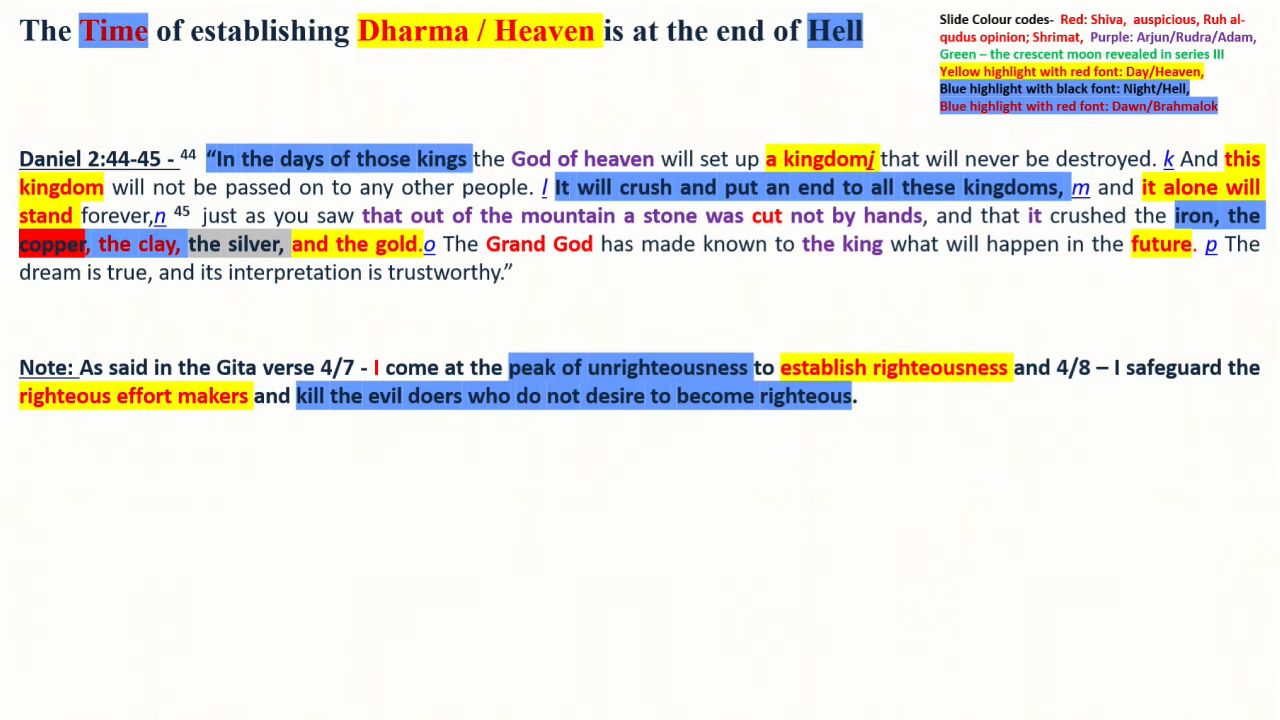 The Time of establishing Dharma / Heaven is at the end of Hell
Slide Colour codes- Red: Shiva, auspicious, Ruh al-
qudus opinion; Shrimat, Purple: Arjun/Rudra/Adam,
Green – the crescent moon revealed in series III
Yellow highlight with red font: Day/Heaven,
Blue highlight with black font: Night/Hell,
Blue highlight with red font: Dawn/Brahmalok
Daniel 2:44-45 - 44 “In the days of those kings the God of heaven will set up a kingdomj that will never be destroyed. k And this
kingdom will not be passed on to any other people. l It will crush and put an end to all these kingdoms, m and it alone will
stand forever,n 45 just as you saw that out of the mountain a stone was cut not by hands, and that it crushed the iron, the
copper, the clay, the silver, and the gold.o The Grand God has made known to the king what will happen in the future. p The
dream is true, and its interpretation is trustworthy.”
Note: As said in the Gita verse 4/7 - I come at the peak of unrighteousness to establish righteousness and 4/8 – I safeguard the
righteous effort makers and kill the evil doers who do not desire to become righteous.